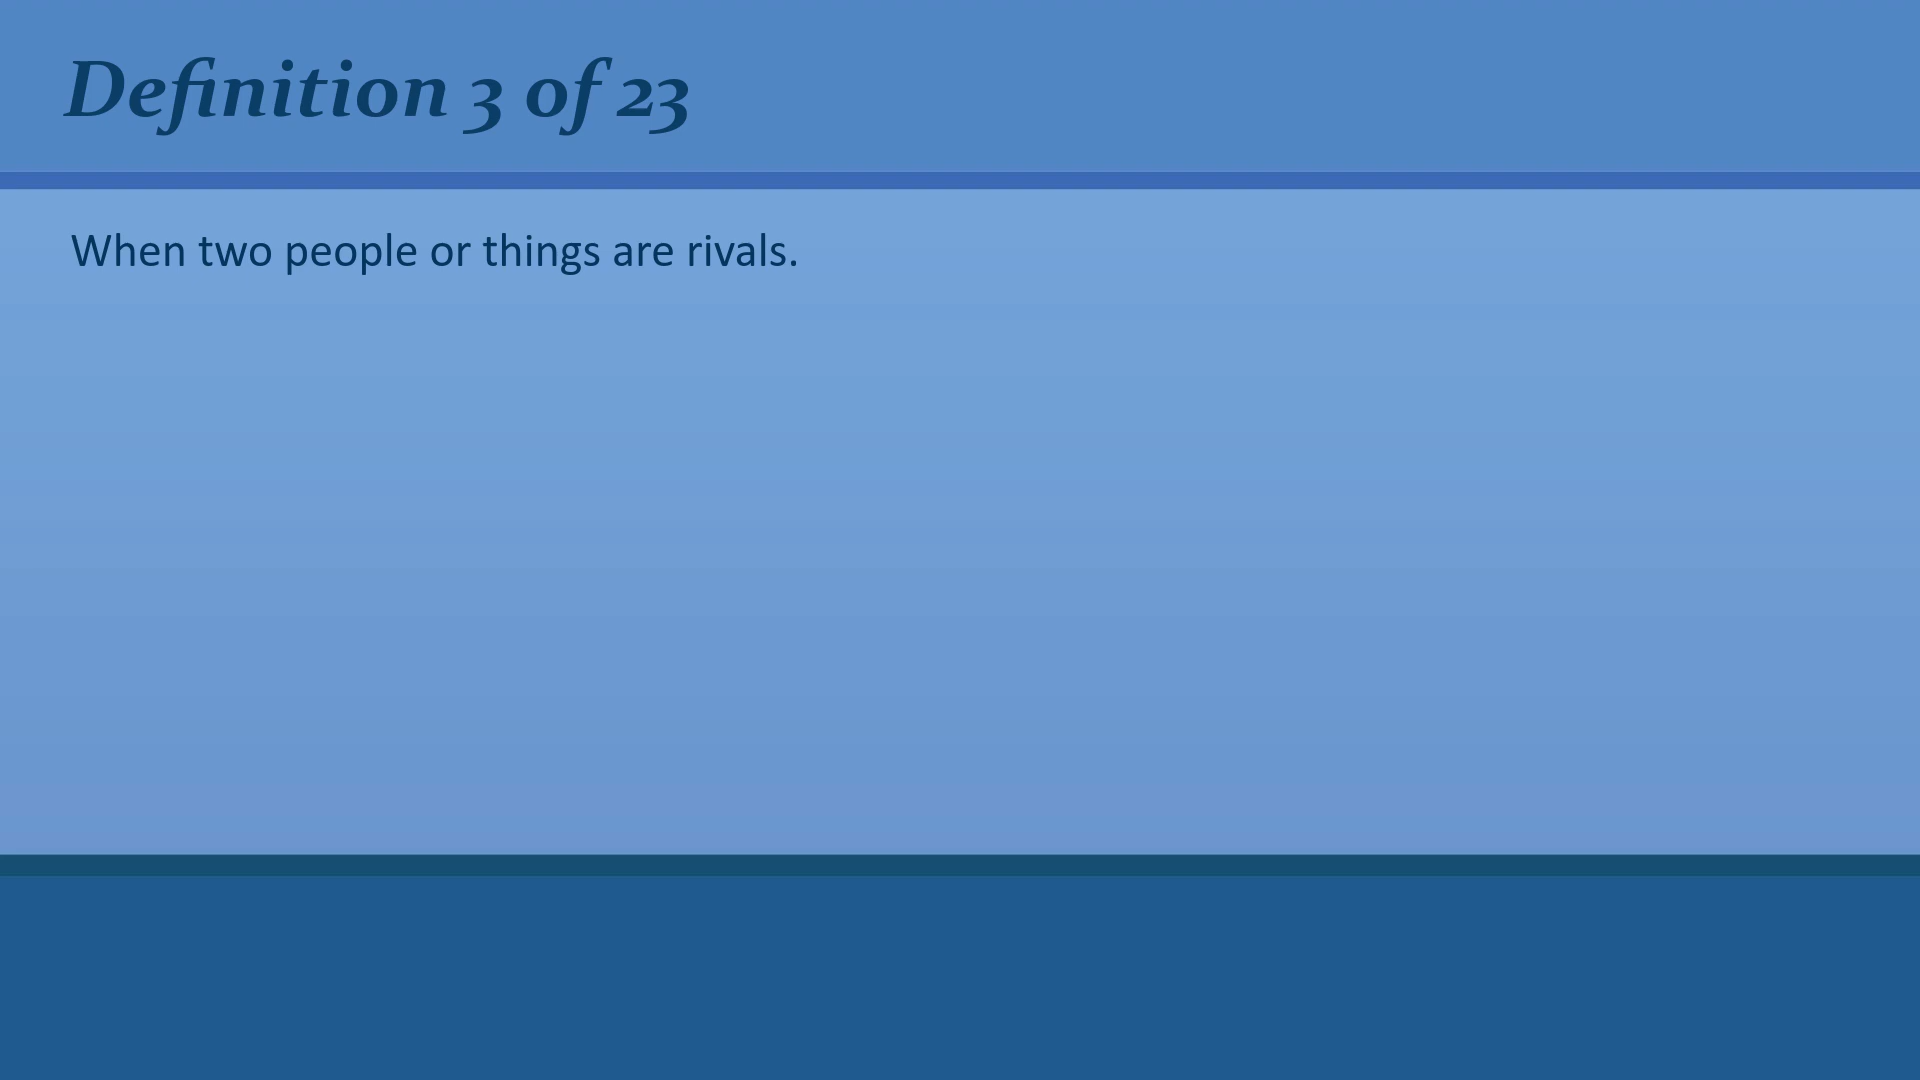 Definition 3 of 23
When two people or things are rivals.